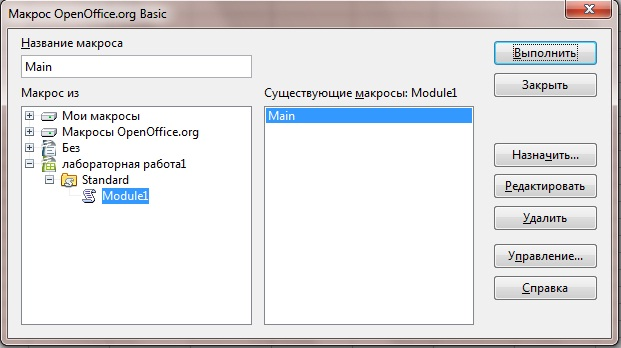 Макрос OpenOffice.org Basic
Название макроса
Main
Выполнить
Закрыть
Макрос из
Существующие макросы: Module1
Мои макросы
Макросы OpenOffice.org
Без
лабораторная работа1
Standard
Module1
Main
Назначить...
Редактировать
Удалить
Управление...
Справка